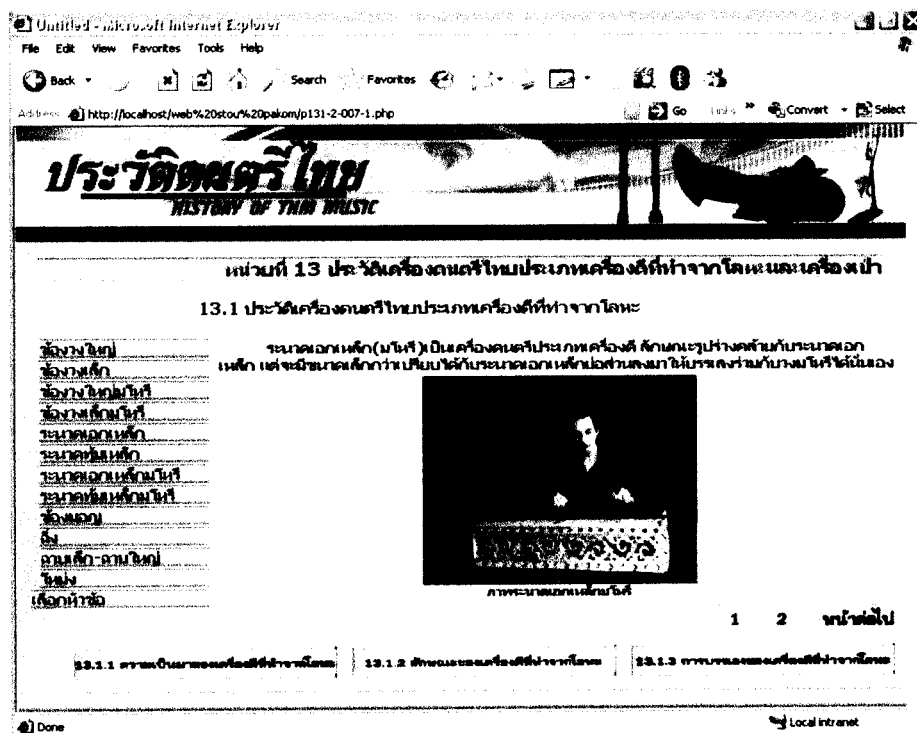 Untitled - Microsoft Internet Explorer
File Edit View Favorites Tools Help
Back Search Favorites
Address http://localhost/web%20stou%20pakom/p131-2-007-1.php Go Links » Convert Select
ประวัติดนตรีไทย
HISTORY OF THAI MUSIC
หน่วยที่ 13 ประวัติเครื่องดนตรีไทยประเภทเครื่องตีที่ทำจากโลหะและเครื่องเป่า
13.1 ประวัติเครื่องดนตรีไทยประเภทเครื่องตีที่ทำจากโลหะ
ฆ้องวงใหญ่
ฆ้องวงเล็ก
ฆ้องวงใหญ่มโหรี
ฆ้องวงเล็กมโหรี
ระนาดเอกเหล็ก
ระนาดทุ้มเหล็ก
ระนาดเอกเหล็กมโหรี
ระนาดทุ้มเหล็กมโหรี
ฆ้องมอญ
ฉิ่ง
ฉาบเล็ก-ฉาบใหญ่
โหม่ง
เลือกหัวข้อ
ระนาดเอกเหล็ก(มโหรี)เป็นเครื่องดนตรีประเภทเครื่องตี ลักษณะรูปร่างคล้ายกับระนาดเอก
เหล็ก แต่จะมีขนาดเล็กกว่าเปรียบได้กับระนาดเอกเหล็กย่อส่วนลงมาให้บรรเลงร่วมกับวงมโหรีได้นั่นเอง
ภาพระนาดเอกเหล็กมโหรี
1 2 หน้าต่อไป
13.1.1 ความเป็นมาของเครื่องตีที่ทำจากโลหะ 13.1.2 ลักษณะของเครื่องตีที่ทำจากโลหะ 13.1.3 การบรรเลงของเครื่องตีที่ทำจากโลหะ
Done Local intranet